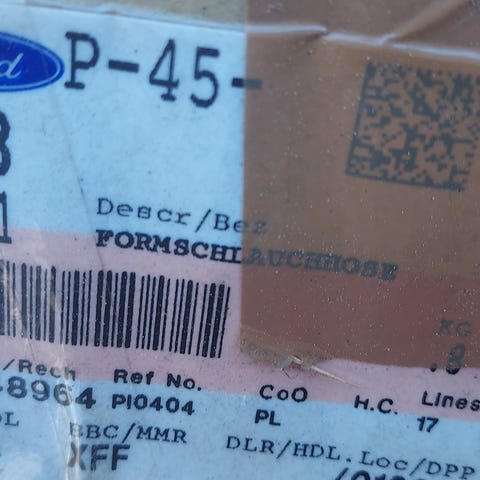 P-45-
Descr/Bez
FORMSCHLAUCHHOSE
KG
/Rech
Ref No.
CoO
H.C.
Lines
8964
PI0404
PL
17
BBC/MMR
DLR/HDL.Loc/DPP
XFF